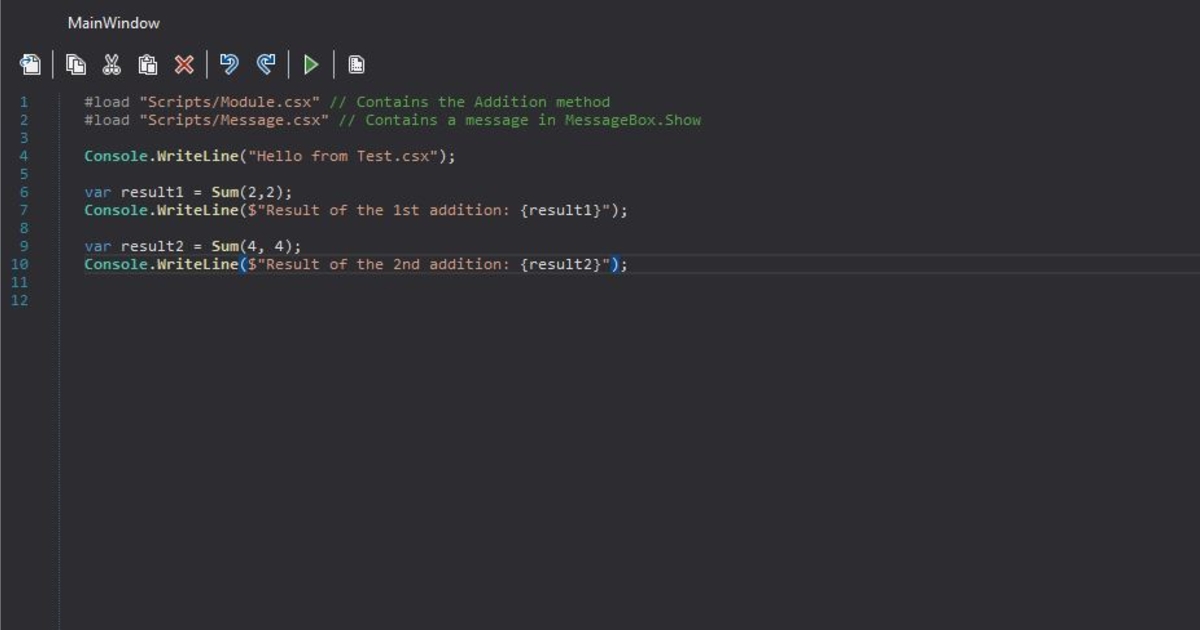 MainWindow
1 #load "Scripts/Module.csx" // Contains the Addition method
2 #load "Scripts/Message.csx" // Contains a message in MessageBox.Show
3
4 Console.WriteLine("Hello from Test.csx");
5
6 var result1 = Sum(2,2);
7 Console.WriteLine($"Result of the 1st addition: {result1}");
8
9 var result2 = Sum(4, 4);
10 Console.WriteLine($"Result of the 2nd addition: {result2}");
11
12